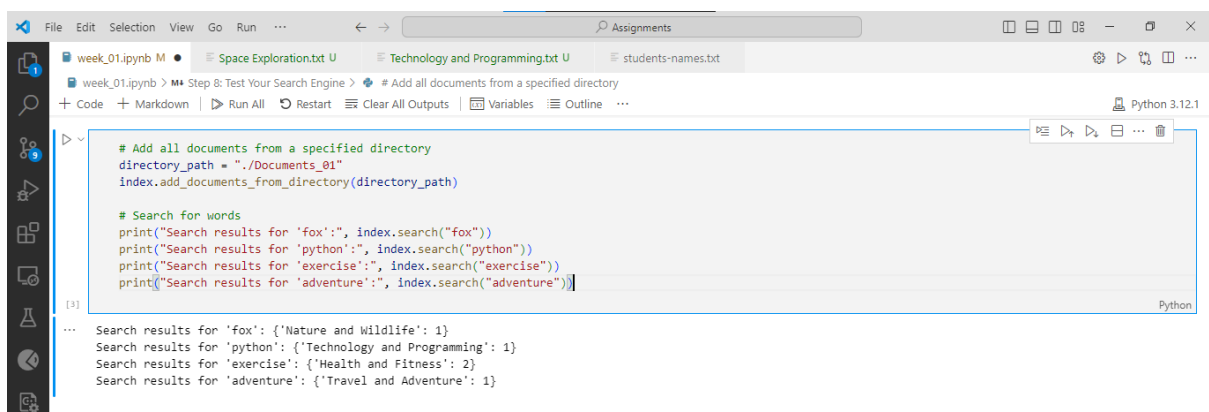 File Edit Selection View Go Run ··· ← → Assignments
week_01.ipynb M ● Space Exploration.txt U Technology and Programming.txt U students-names.txt
week_01.ipynb > M↓ Step 8: Test Your Search Engine > # Add all documents from a specified directory
+ Code + Markdown | Run All Restart Clear All Outputs | Variables Outline ··· Python 3.12.1
# Add all documents from a specified directory
directory_path = "./Documents_01"
index.add_documents_from_directory(directory_path)
# Search for words
print("Search results for 'fox':", index.search("fox"))
print("Search results for 'python':", index.search("python"))
print("Search results for 'exercise':", index.search("exercise"))
print("Search results for 'adventure':", index.search("adventure"))
[3] Python
Search results for 'fox': {'Nature and Wildlife': 1}
Search results for 'python': {'Technology and Programming': 1}
Search results for 'exercise': {'Health and Fitness': 2}
Search results for 'adventure': {'Travel and Adventure': 1}
1
9